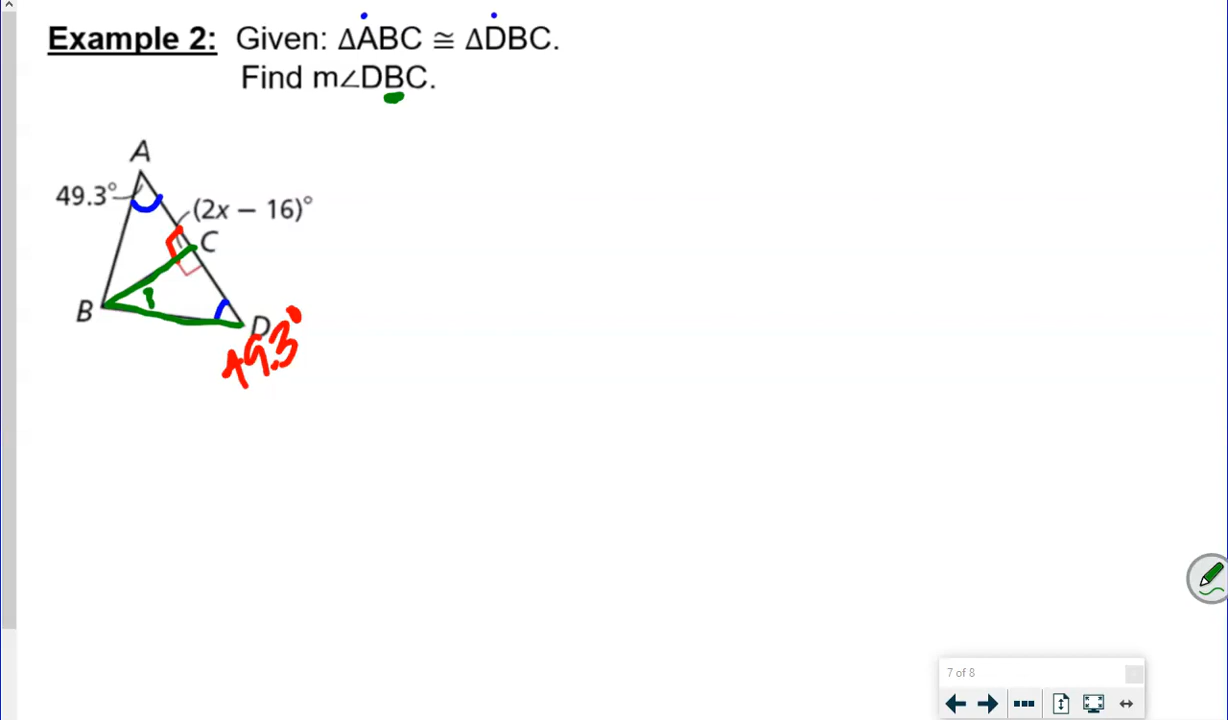 Example 2: Given: ΔABC ≅ ΔDBC.
Find m∠DBC.
A
49.3°
(2x – 16)°
C
B
D
49.3°
7 of 8